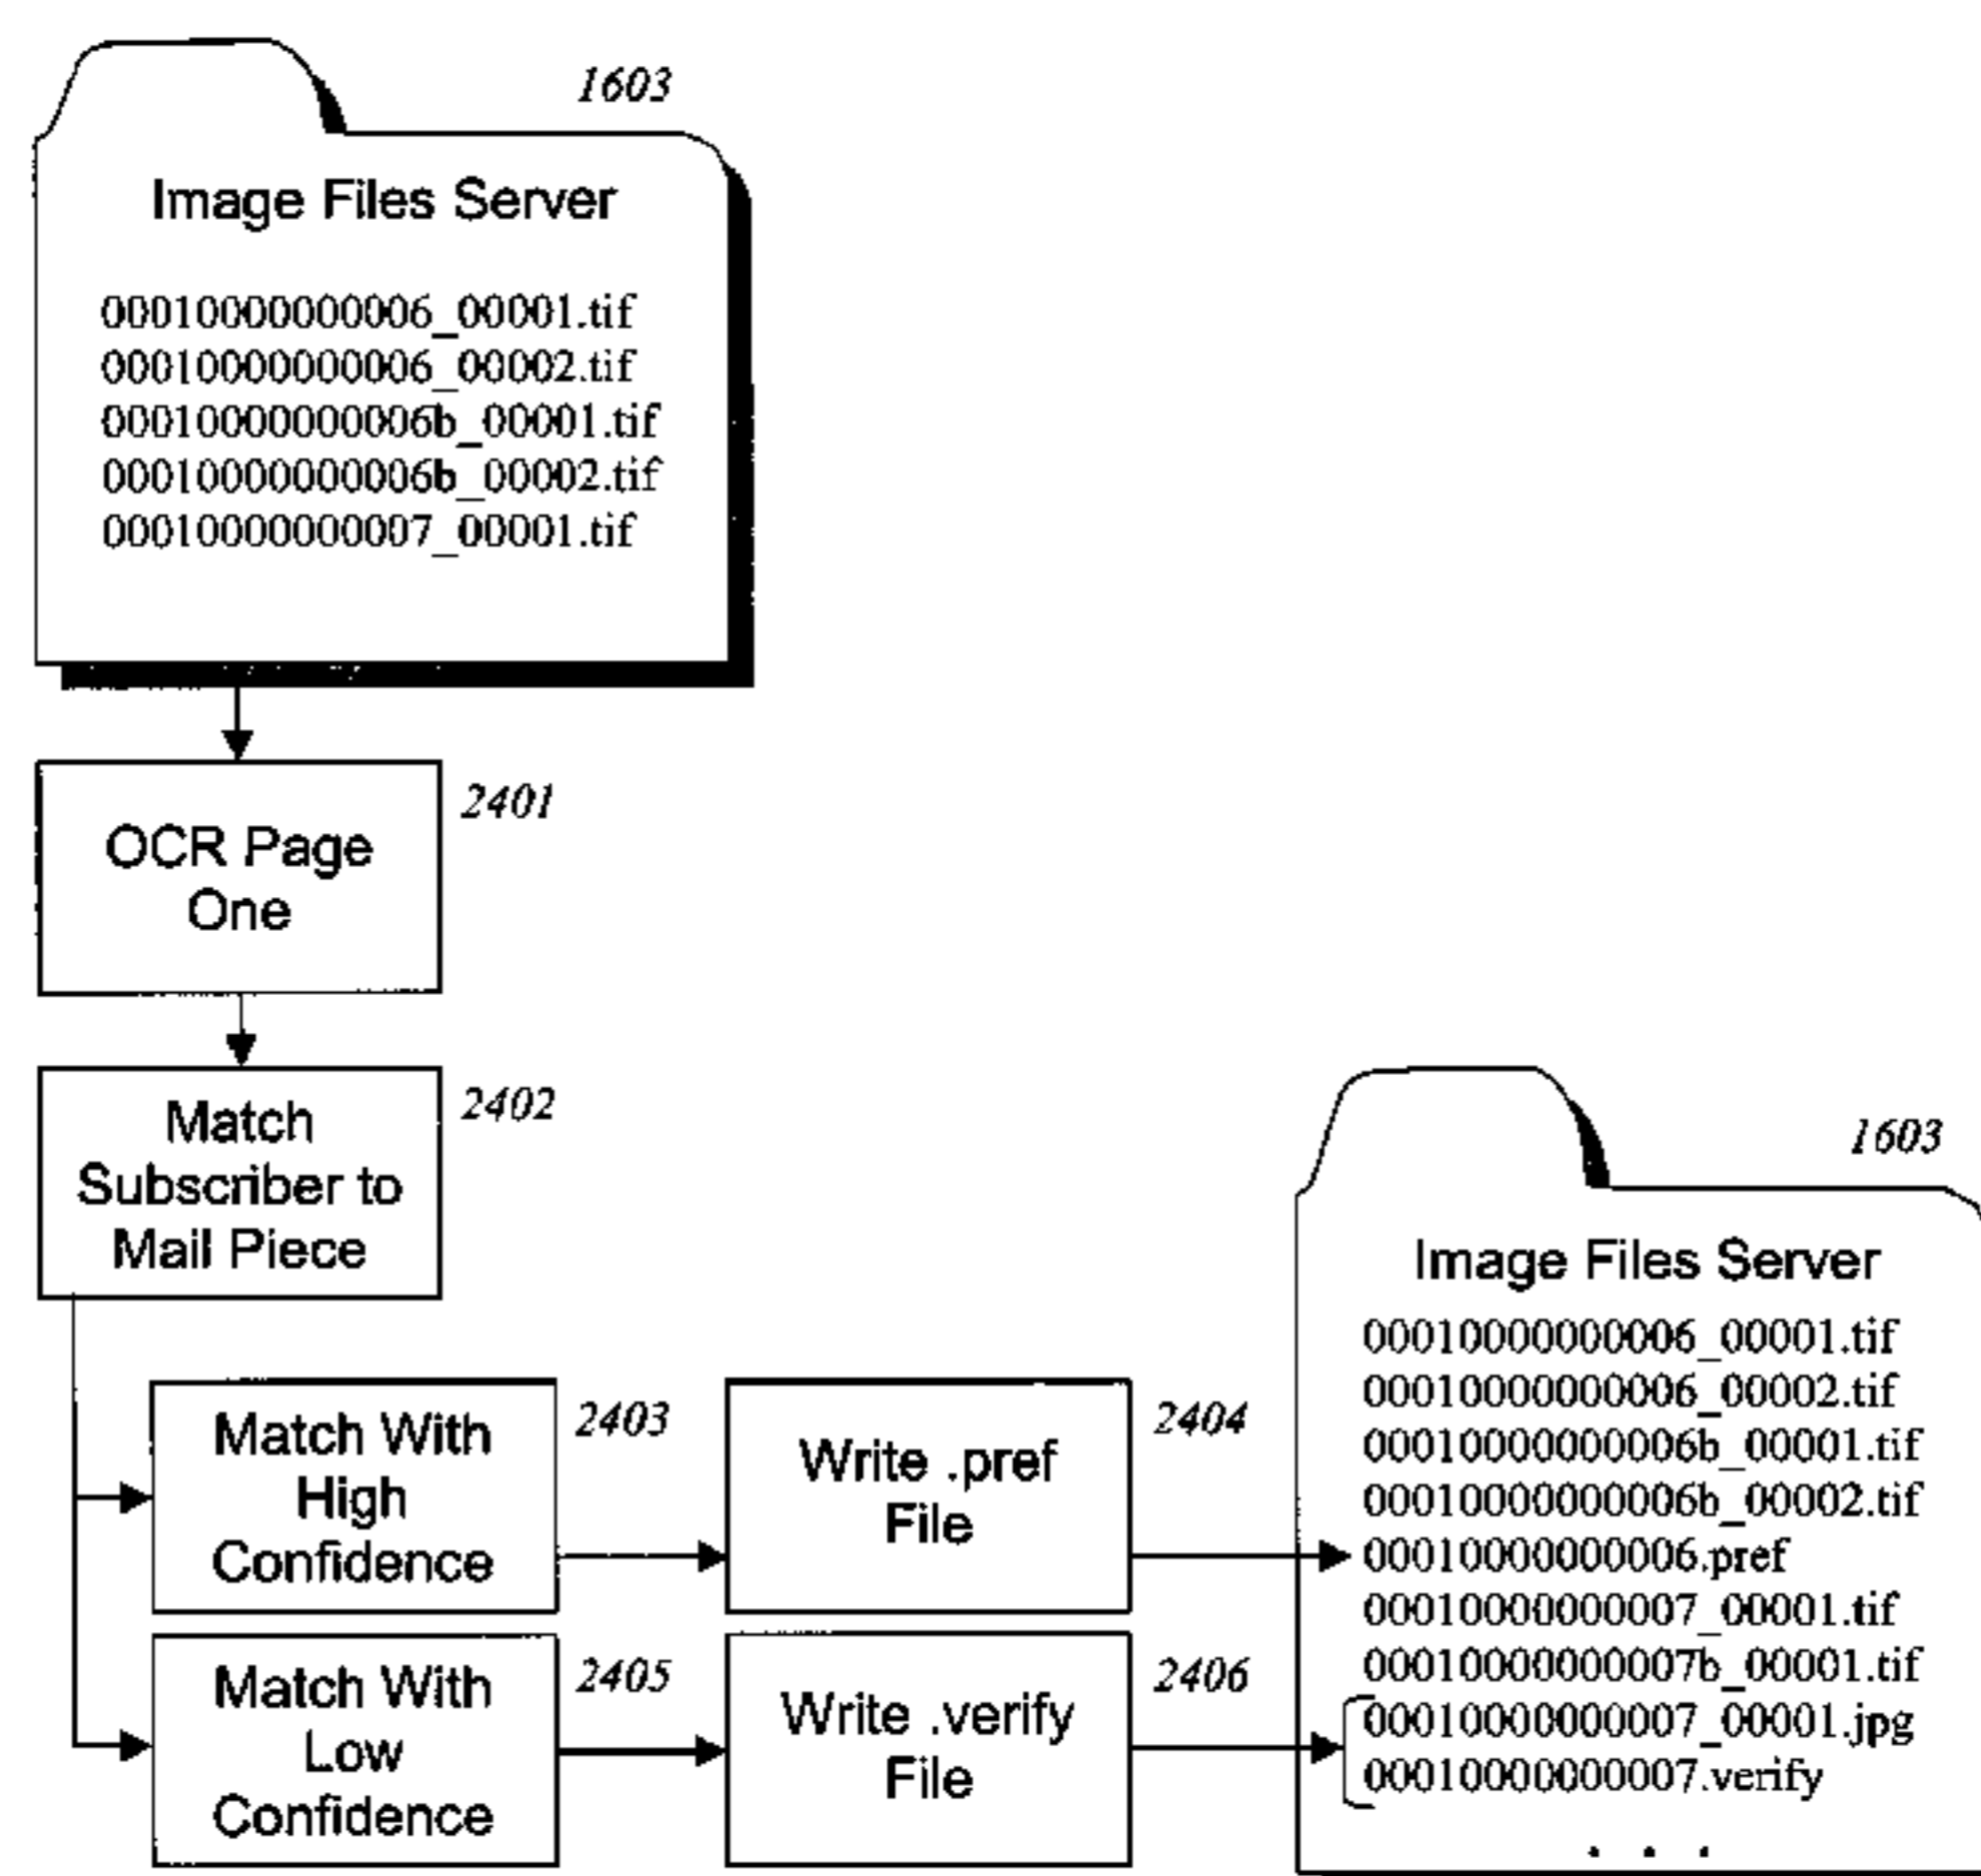 1603
Image Files Server
00010000000006_00001.tif
00010000000006_00002.tif
00010000000006b_00001.tif
00010000000006b_00002.tif
00010000000007_00001.tif
2401
OCR Page
One
2402
Match
Subscriber to
Mail Piece
2403
Match With
High
Confidence
2404
Write .pref
File
2405
Match With
Low
Confidence
2406
Write .verify
File
1603
Image Files Server
00010000000006_00001.tif
00010000000006_00002.tif
00010000000006b_00001.tif
00010000000006b_00002.tif
00010000000006.pref
00010000000007_00001.tif
00010000000007b_00001.tif
00010000000007_00001.jpg
00010000000007.verify
. . .